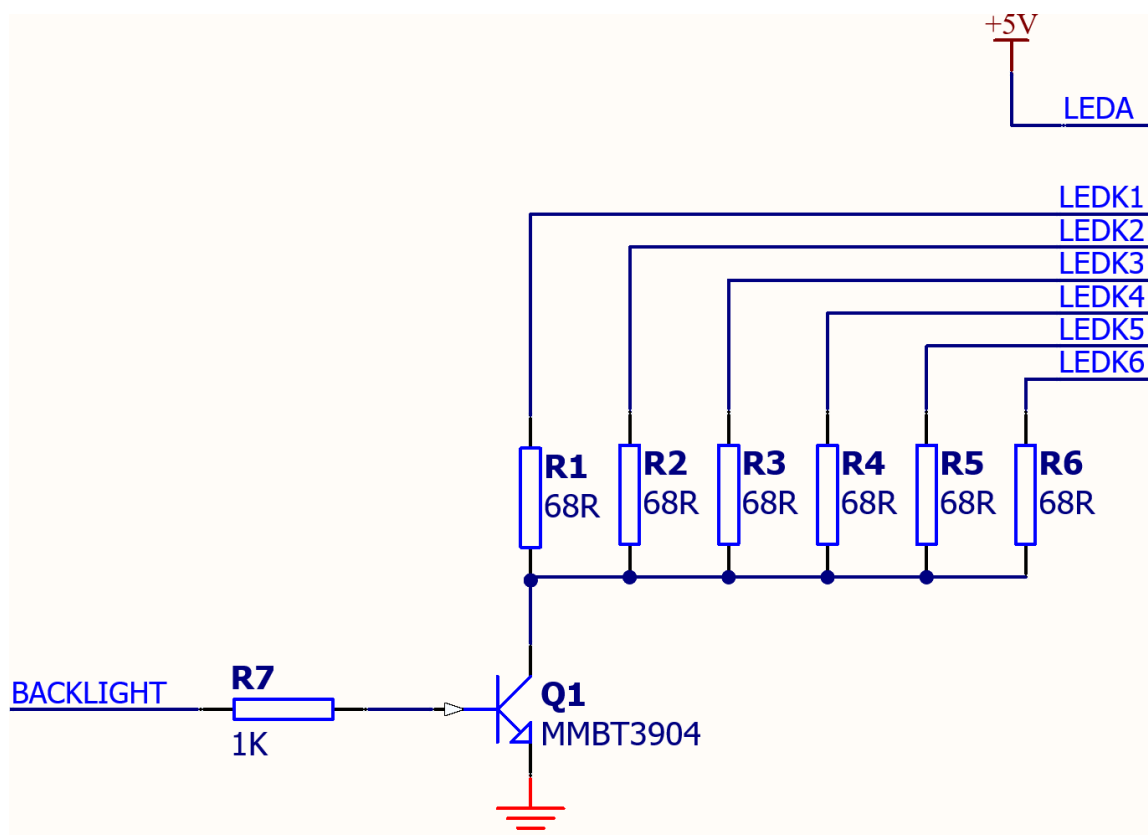 +5V
LEDA
LEDK1
LEDK2
LEDK3
LEDK4
LEDK5
LEDK6
R1 R2 R3 R4 R5 R6
68R 68R 68R 68R 68R 68R
R7
BACKLIGHT
1K
Q1
MMBT3904